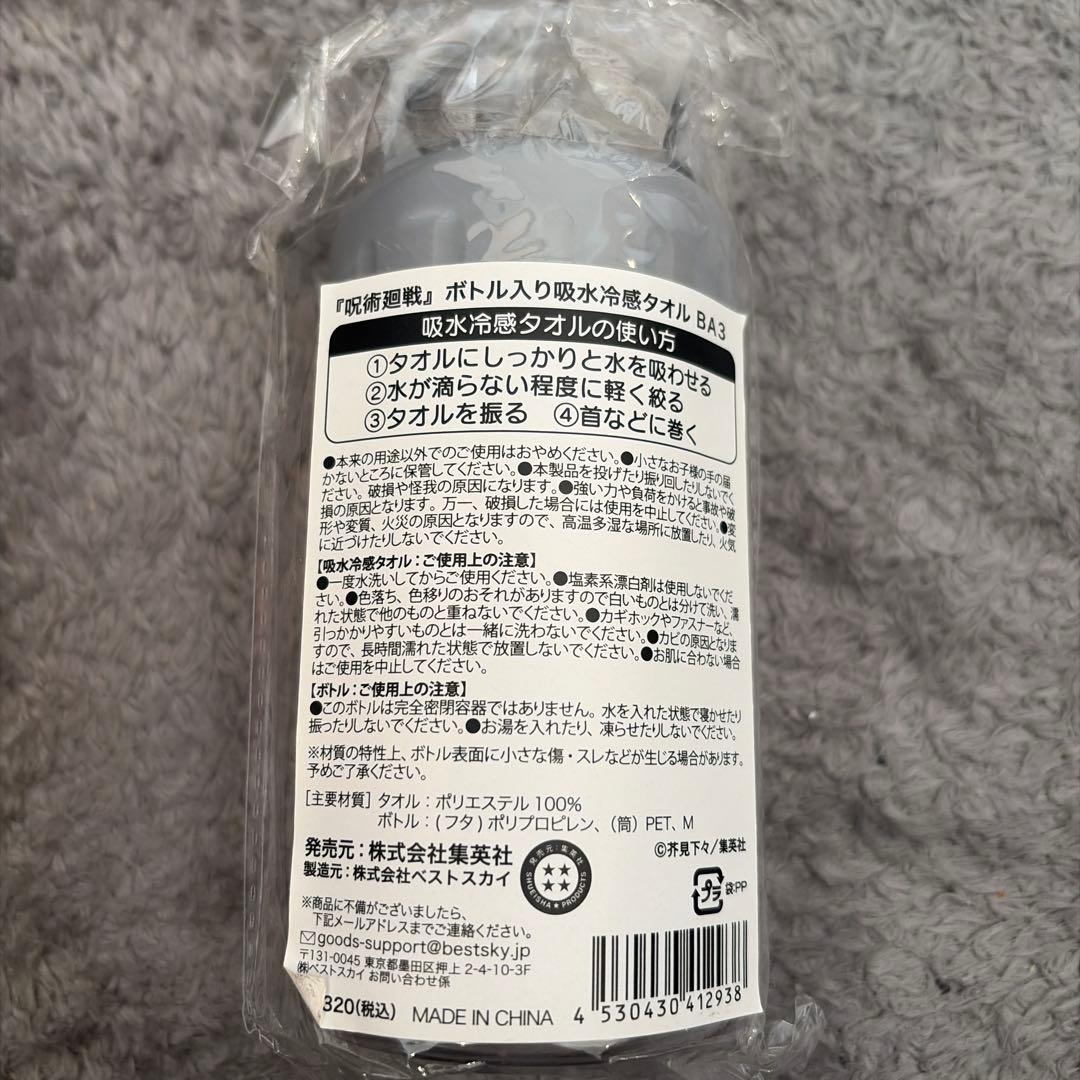 『呪術廻戦』ボトル入り吸水冷感タオル BA3
吸水冷感タオルの使い方
①タオルにしっかりと水を吸わせる
②水が滴らない程度に軽く絞る
③タオルを振る ④首などに巻く
●本来の用途以外でのご使用はおやめください。●小さなお子様の手の届
かないところに保管してください。●本製品を投げたり振り回したりしないでく
ださい。破損や怪我の原因になります。●強い力や負荷をかけると事故や破
損の原因となります。万一、破損した場合には使用を中止してください。●変
形や変質、火災の原因となりますので、高温多湿な場所に放置したり、火気
に近づけたりしないでください。
【吸水冷感タオル：ご使用上の注意】
●一度水洗いしてからご使用ください。●塩素系漂白剤は使用しないでくだ
さい。●色落ち、色移りのおそれがありますので白いものとは分けて洗い、濡
れた状態で他のものと重ねないでください。●カギホックやファスナーなど、
引っかかりやすいものとは一緒に洗わないでください。●カビの原因となりま
すので、長時間濡れた状態で放置しないでください。●お肌に合わない場合
はご使用を中止してください。
【ボトル：ご使用上の注意】
●このボトルは完全密閉容器ではありません。水を入れた状態で寝かせたり
振ったりしないでください。●お湯を入れたり、凍らせたりしないでください。
※材質の特性上、ボトル表面に小さな傷・スレなどが生じる場合があります。
予めご了承ください。
［主要材質］タオル：ポリエステル 100%
ボトル：(フタ) ポリプロピレン、（筒）PET、M
©芥見下々／集英社
発売元：株式会社集英社
製造元：株式会社ベストスカイ
発売元：集英社
SHUEISHA★PRODUCTS
プラ
袋:PP
※商品に不備がございましたら、
下記メールアドレスまでご連絡ください。
goods-support@bestsky.jp
〒131-0045 東京都墨田区押上 2-4-10-3F
㈱ベストスカイ お問い合わせ係
320(税込) MADE IN CHINA
4 530430 412938